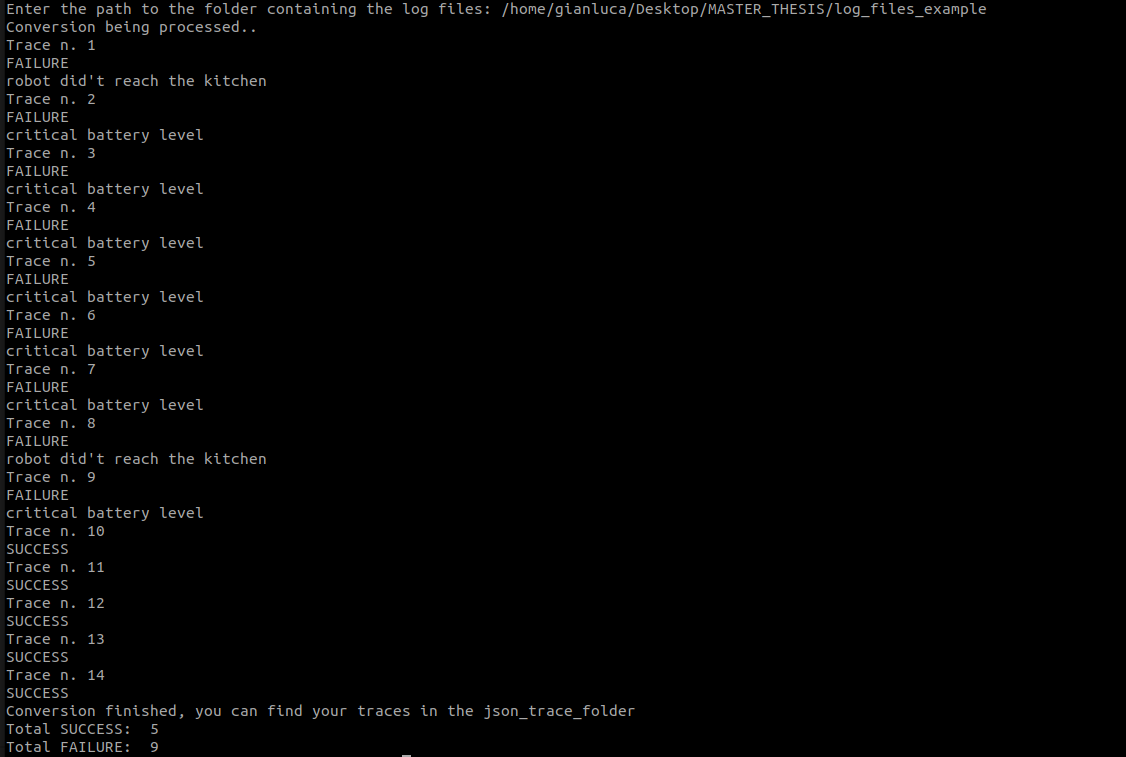 Enter the path to the folder containing the log files: /home/gianluca/Desktop/MASTER_THESIS/log_files_example
Conversion being processed..
Trace n. 1
FAILURE
robot did't reach the kitchen
Trace n. 2
FAILURE
critical battery level
Trace n. 3
FAILURE
critical battery level
Trace n. 4
FAILURE
critical battery level
Trace n. 5
FAILURE
critical battery level
Trace n. 6
FAILURE
critical battery level
Trace n. 7
FAILURE
critical battery level
Trace n. 8
FAILURE
robot did't reach the kitchen
Trace n. 9
FAILURE
critical battery level
Trace n. 10
SUCCESS
Trace n. 11
SUCCESS
Trace n. 12
SUCCESS
Trace n. 13
SUCCESS
Trace n. 14
SUCCESS
Conversion finished, you can find your traces in the json_trace_folder
Total SUCCESS:  5
Total FAILURE:  9